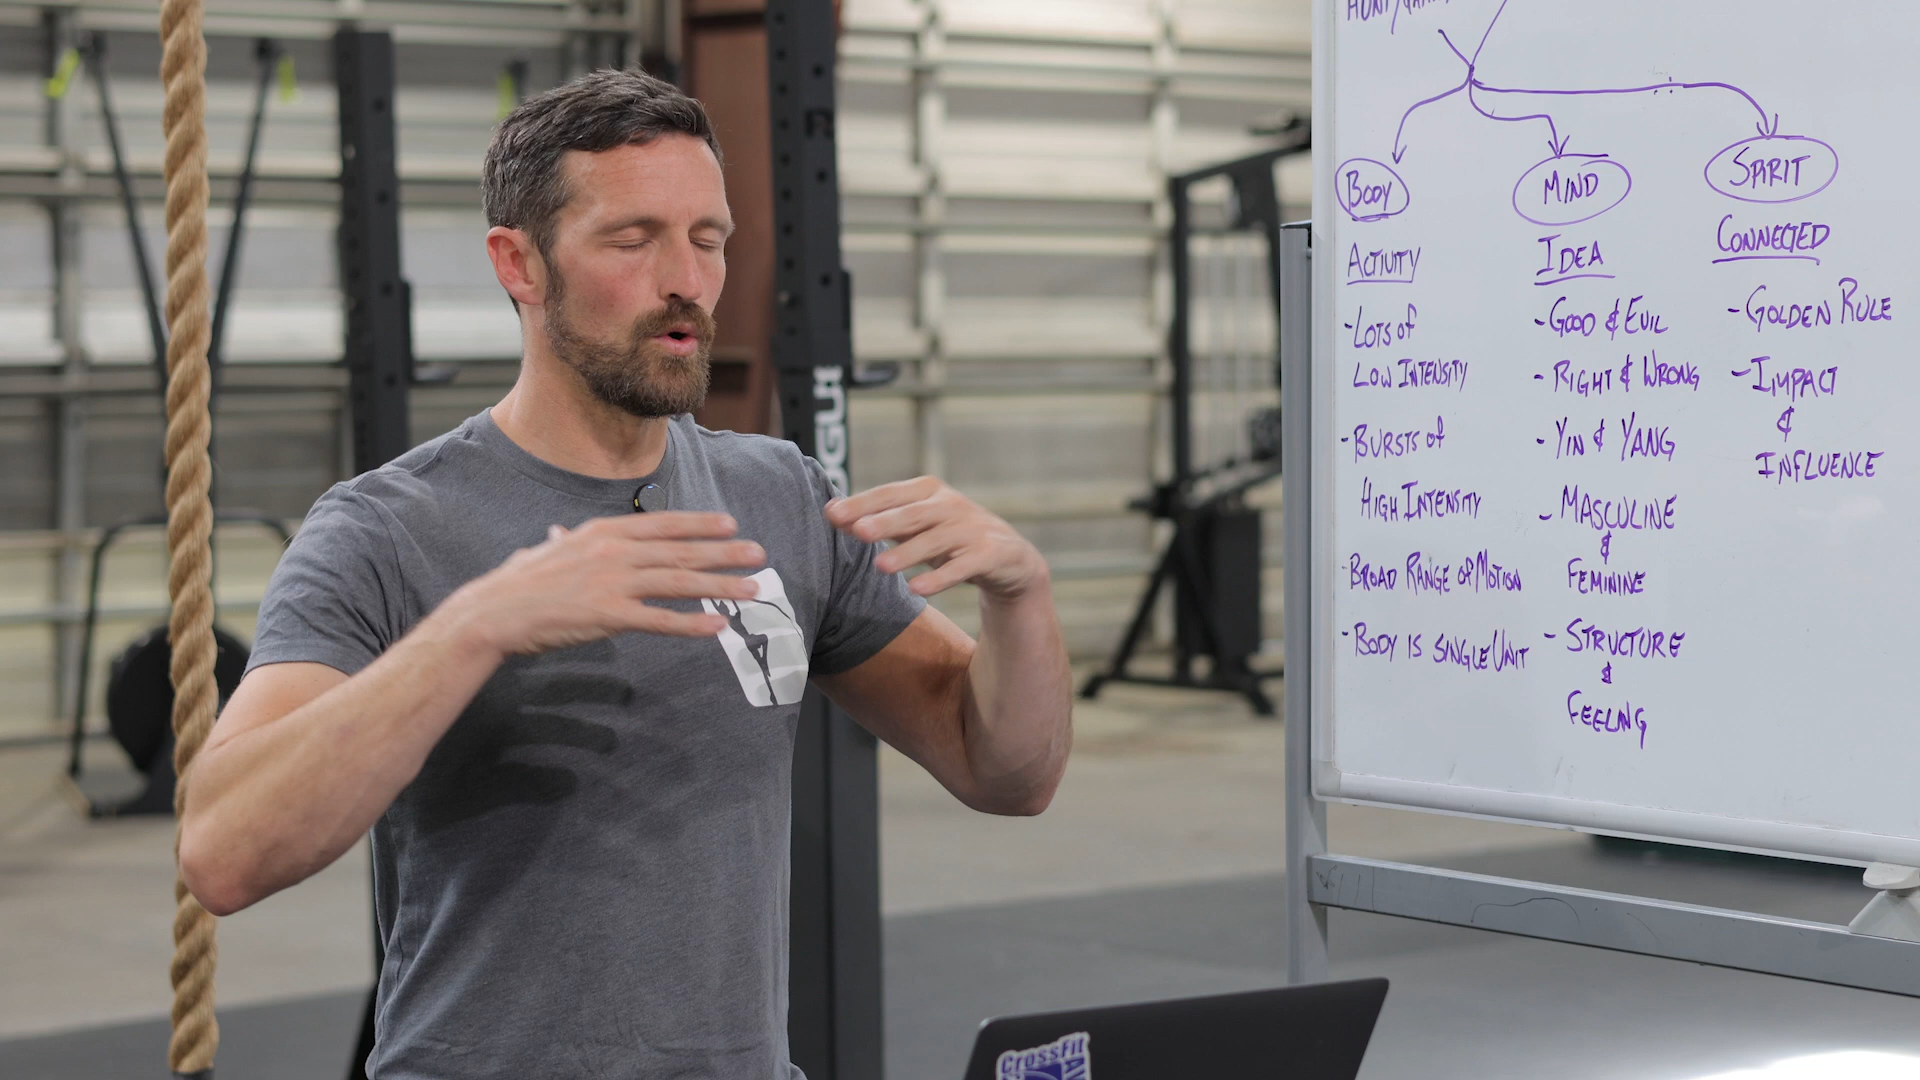 BODY
ACTIVITY
-LOTS OF
LOW INTENSITY
-BURSTS OF
HIGH INTENSITY
-BROAD RANGE OF MOTION
-BODY IS SINGLE UNIT
MIND
IDEA
-GOOD & EVIL
-RIGHT & WRONG
-YIN & YANG
-MASCULINE
&
FEMININE
-STRUCTURE
&
FEELING
SPIRIT
CONNECTED
-GOLDEN RULE
-IMPACT
&
INFLUENCE
CrossFit